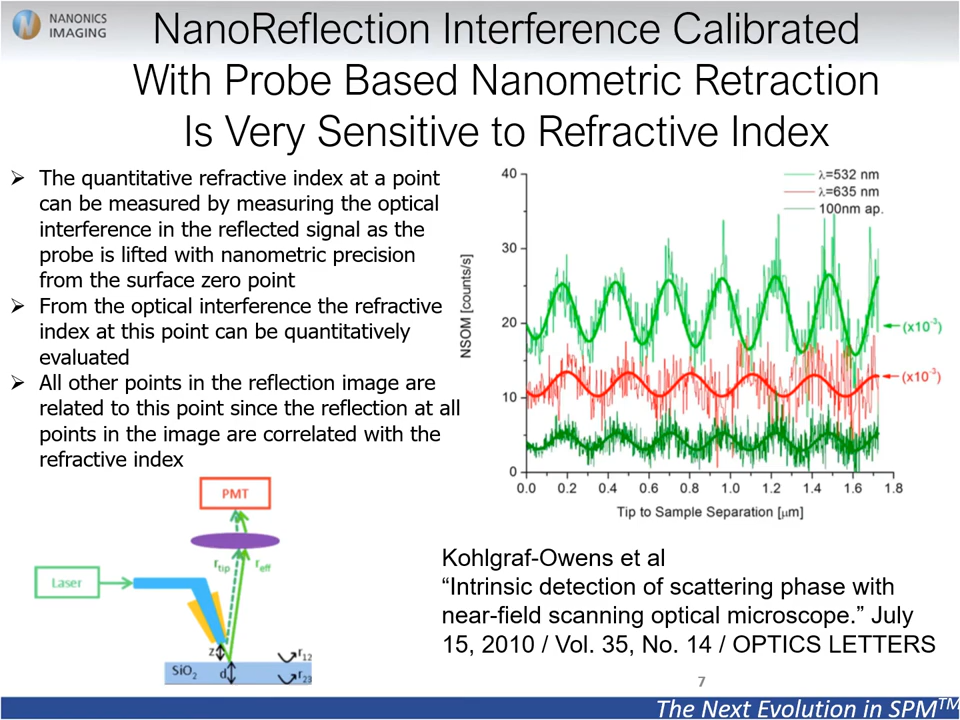 NANONICS
IMAGING
NanoReflection Interference Calibrated
With Probe Based Nanometric Retraction
Is Very Sensitive to Refractive Index
➢ The quantitative refractive index at a point
can be measured by measuring the optical
interference in the reflected signal as the
probe is lifted with nanometric precision
from the surface zero point
➢ From the optical interference the refractive
index at this point can be quantitatively
evaluated
➢ All other points in the reflection image are
related to this point since the reflection at all
points in the image are correlated with the
refractive index
PMT
r_tip r_eff
Laser
z
SiO₂ d r₁₂
r₂₃
λ=532 nm
λ=635 nm
100nm ap.
40
30
20
10
0
NSOM [counts/s]
(x10⁻³)
(x10⁻³)
0.0 0.2 0.4 0.6 0.8 1.0 1.2 1.4 1.6 1.8
Tip to Sample Separation [μm]
Kohlgraf-Owens et al
“Intrinsic detection of scattering phase with
near-field scanning optical microscope.” July
15, 2010 / Vol. 35, No. 14 / OPTICS LETTERS
7
The Next Evolution in SPM™